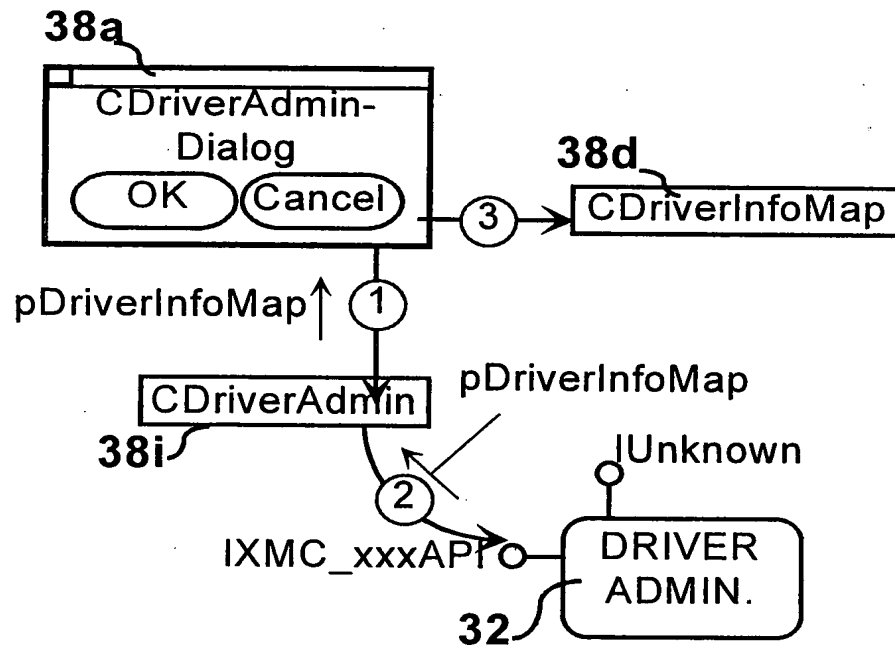 38a
CDriverAdmin-
Dialog
OK
Cancel
38d
CDriverInfoMap
3
pDriverInfoMap
1
pDriverInfoMap
CDriverAdmin
38i
IUnknown
2
IXMC_xxxAPI
DRIVER
ADMIN.
32